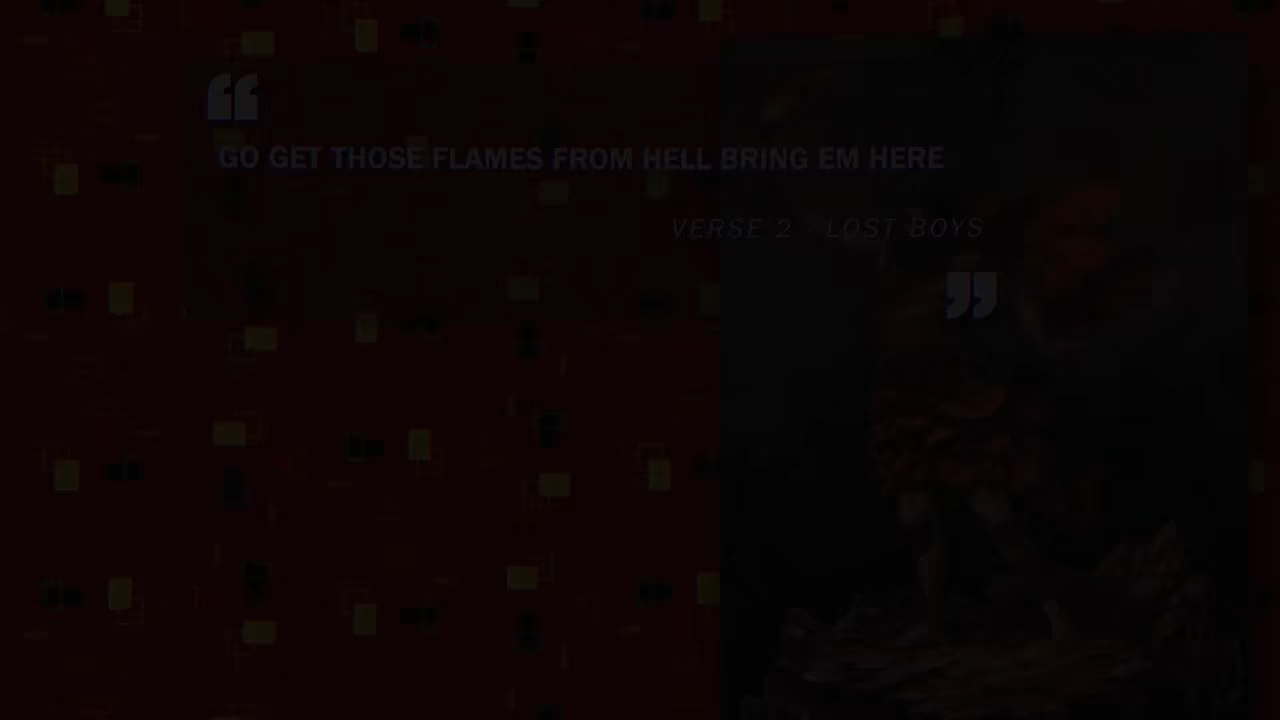 “
GO GET THOSE FLAMES FROM HELL BRING EM HERE
VERSE 2 - LOST BOYS
”